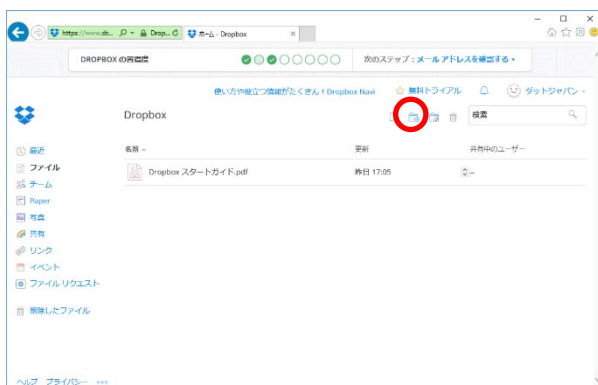 https://www.dr... Drop... ホーム - Dropbox
DROPBOX の習得度 次のステップ：メール アドレスを確認する
使い方や役立つ情報がたくさん！Dropbox Navi 無料トライアル ダットジャパン
Dropbox 検索
名前 更新 共有中のユーザー
Dropbox スタートガイド.pdf 昨日 17:05 --
最近
ファイル
チーム
Paper
写真
共有
リンク
イベント
ファイル リクエスト
削除したファイル
ヘルプ プライバシー